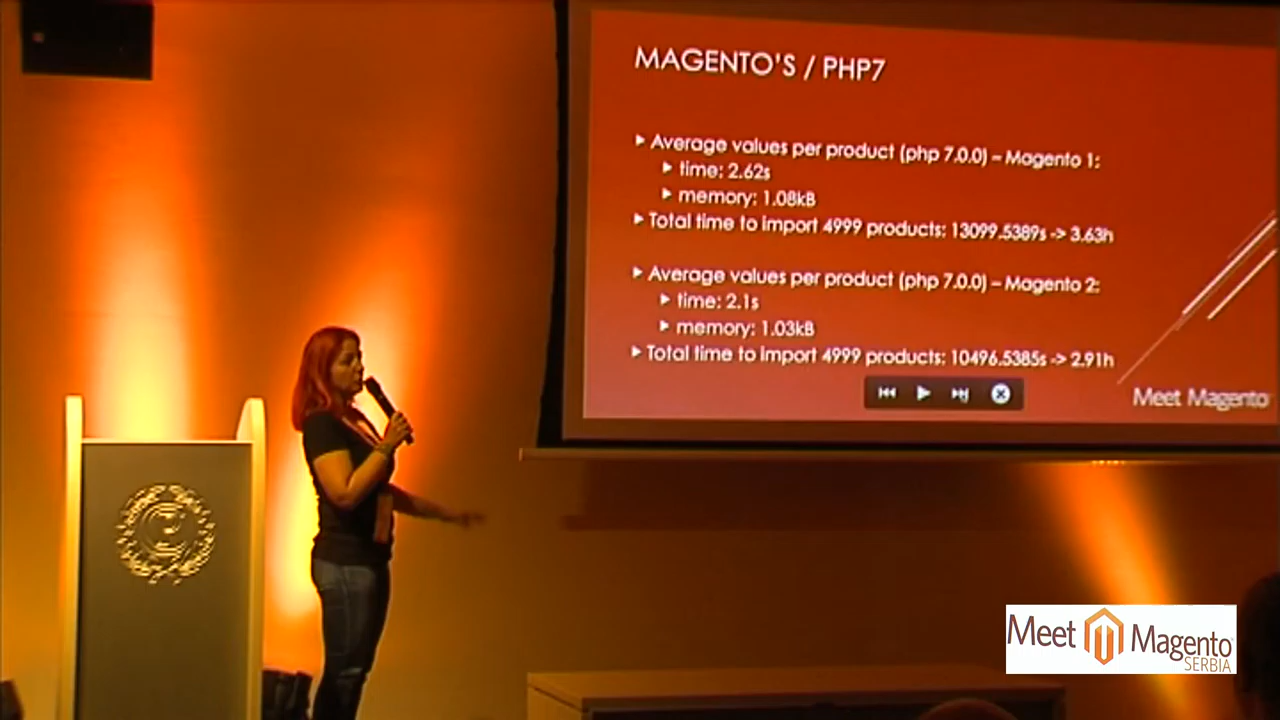 MAGENTO'S / PHP7
Average values per product (php 7.0.0) – Magento 1:
time: 2.62s
memory: 1.08kB
Total time to import 4999 products: 13099.5389s -> 3.63h
Average values per product (php 7.0.0) – Magento 2:
time: 2.1s
memory: 1.03kB
Total time to import 4999 products: 10496.5385s -> 2.91h
Meet Magento
Meet Magento
SERBIA